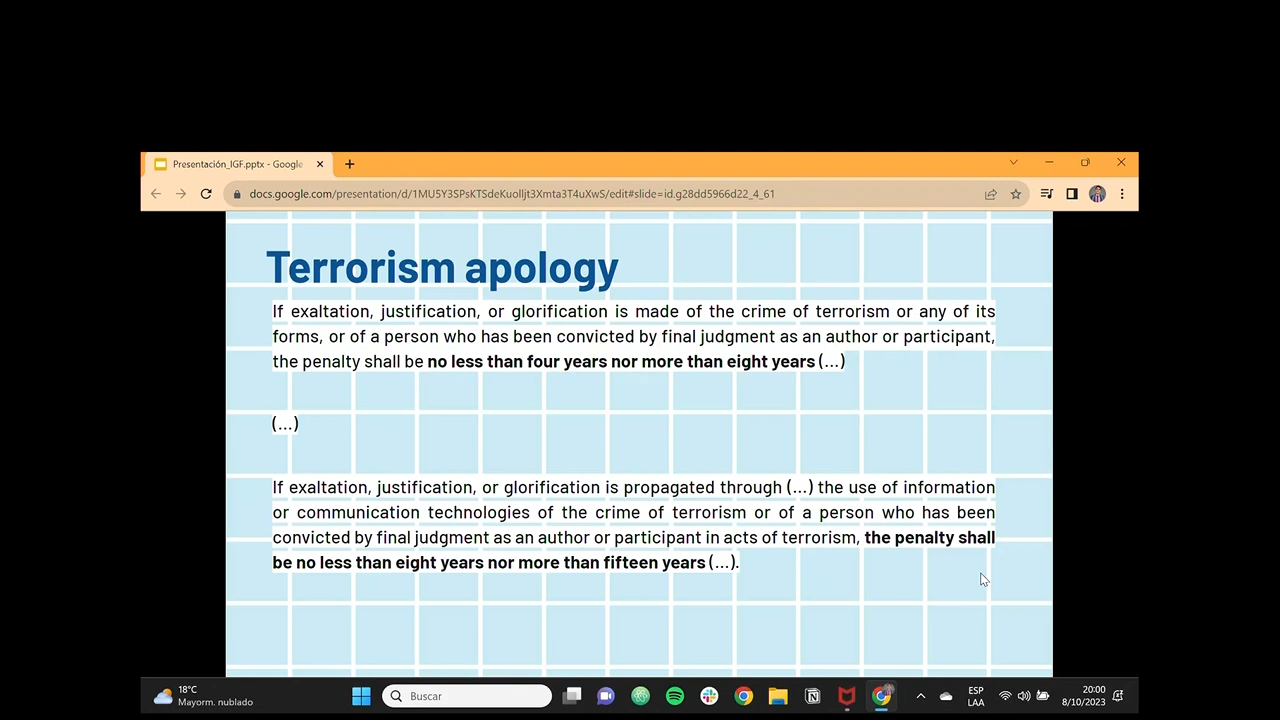 Presentación_IGF.pptx - Google
docs.google.com/presentation/d/1MU5Y3SPsKTSdeKuolljt3Xmta3T4uXwS/edit#slide=id.g28dd5966d22_4_61
Terrorism apology
If exaltation, justification, or glorification is made of the crime of terrorism or any of its
forms, or of a person who has been convicted by final judgment as an author or participant,
the penalty shall be no less than four years nor more than eight years (...)
(...)
If exaltation, justification, or glorification is propagated through (...) the use of information
or communication technologies of the crime of terrorism or of a person who has been
convicted by final judgment as an author or participant in acts of terrorism, the penalty shall
be no less than eight years nor more than fifteen years (...).
18°C
Mayorm. nublado
Buscar
ESP
LAA
20:00
8/10/2023